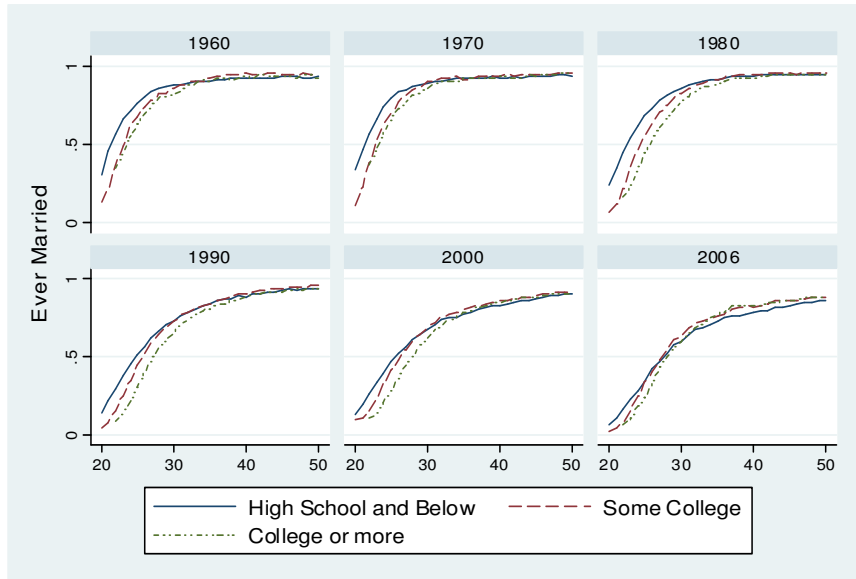 1960 1970 1980
1
.5
0
Ever Married
1990 2000 2006
1
.5
0
20 30 40 50 20 30 40 50 20 30 40 50
High School and Below Some College
College or more